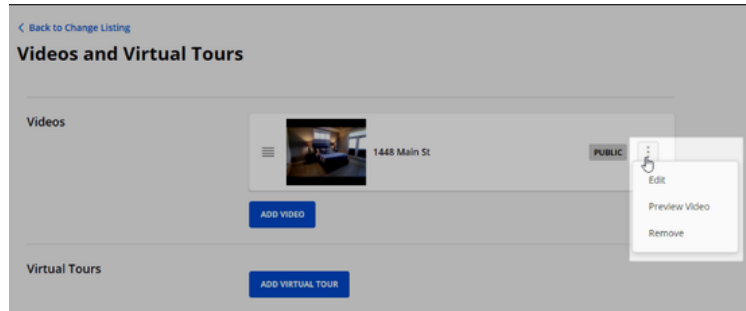 Back to Change Listing
Videos and Virtual Tours
Videos
1448 Main St
PUBLIC
Edit
Preview Video
Remove
ADD VIDEO
Virtual Tours
ADD VIRTUAL TOUR